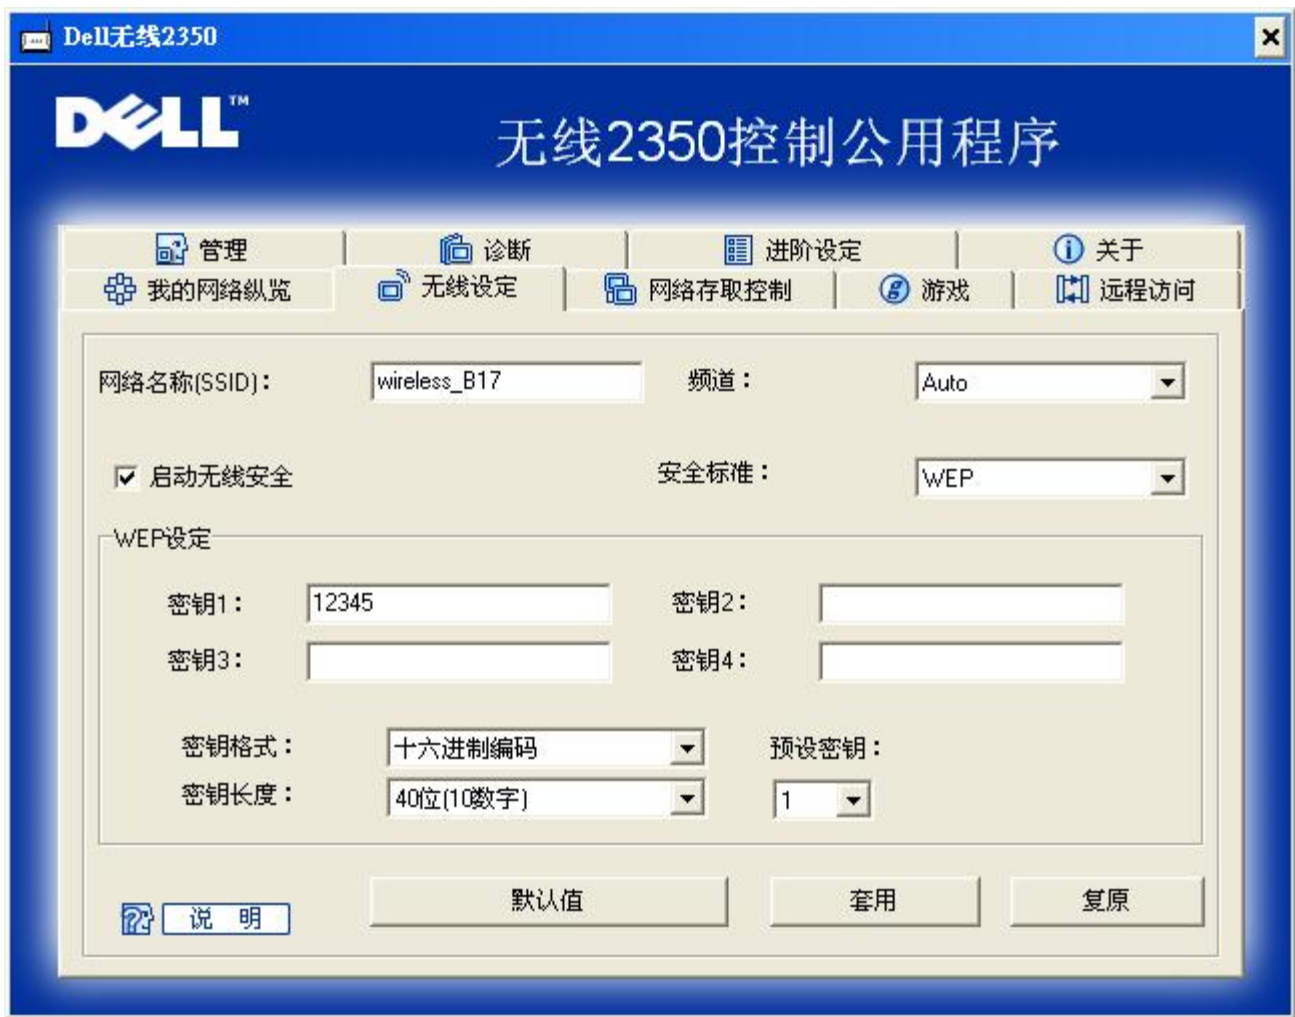 Dell无线2350
DELL™
无线2350控制公用程序
管理 诊断 进阶设定 关于
我的网络纵览 无线设定 网络存取控制 游戏 远程访问
网络名称(SSID)： wireless_B17 频道： Auto
启动无线安全 安全标准： WEP
WEP设定
密钥1： 12345 密钥2：
密钥3： 密钥4：
密钥格式： 十六进制编码 预设密钥：
密钥长度： 40位(10数字) 1
说 明 默认值 套用 复原